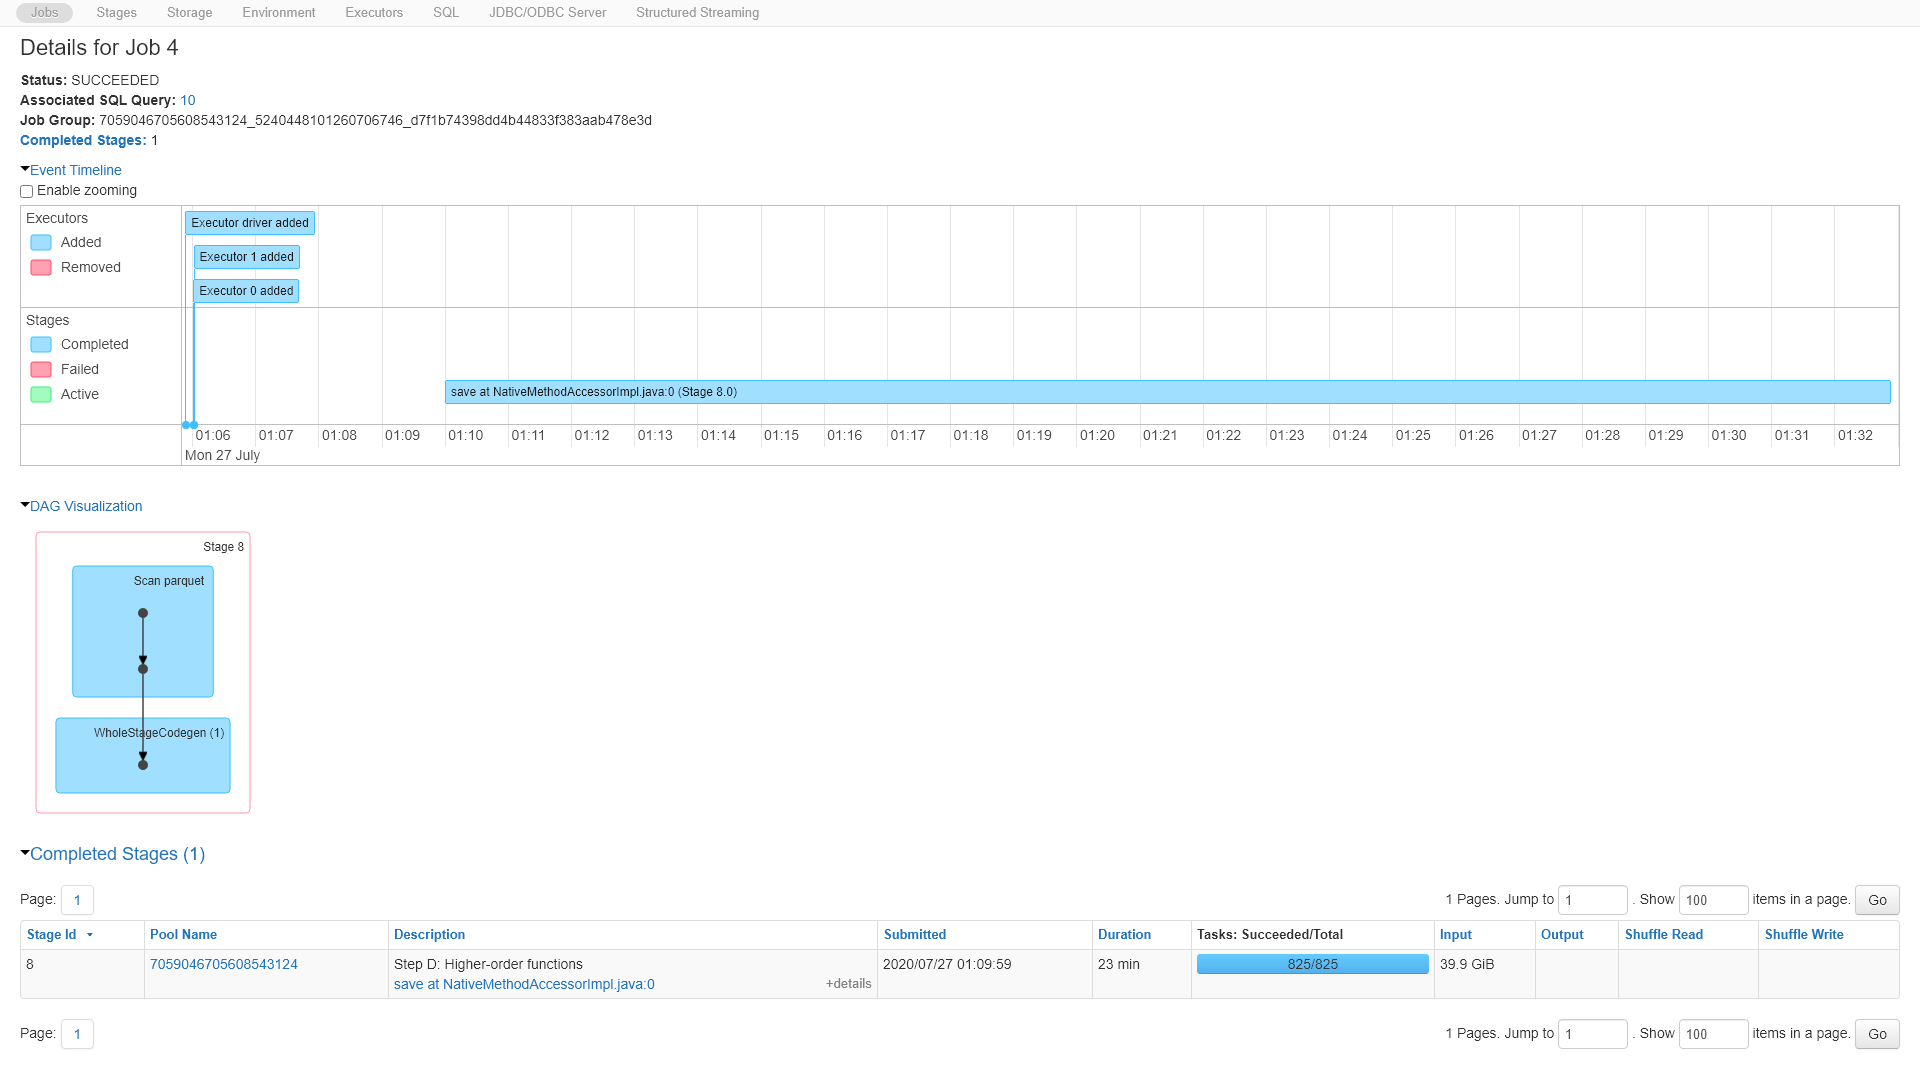 Jobs Stages Storage Environment Executors SQL JDBC/ODBC Server Structured Streaming
Details for Job 4
Status: SUCCEEDED
Associated SQL Query: 10
Job Group: 7059046705608543124_5240448101260706746_d7f1b74398dd4b44833f383aab478e3d
Completed Stages: 1
Event Timeline
Enable zooming
Executors
Added
Removed
Executor driver added
Executor 1 added
Executor 0 added
Stages
Completed
Failed
Active
save at NativeMethodAccessorImpl.java:0 (Stage 8.0)
01:06 01:07 01:08 01:09 01:10 01:11 01:12 01:13 01:14 01:15 01:16 01:17 01:18 01:19 01:20 01:21 01:22 01:23 01:24 01:25 01:26 01:27 01:28 01:29 01:30 01:31 01:32
Mon 27 July
DAG Visualization
Stage 8
Scan parquet
WholeStageCodegen (1)
Completed Stages (1)
Page: 1 1 Pages. Jump to 1 . Show 100 items in a page. Go
Stage Id Pool Name Description Submitted Duration Tasks: Succeeded/Total Input Output Shuffle Read Shuffle Write
8 7059046705608543124 Step D: Higher-order functions 2020/07/27 01:09:59 23 min 825/825 39.9 GiB
save at NativeMethodAccessorImpl.java:0 +details
Page: 1 1 Pages. Jump to 1 . Show 100 items in a page. Go